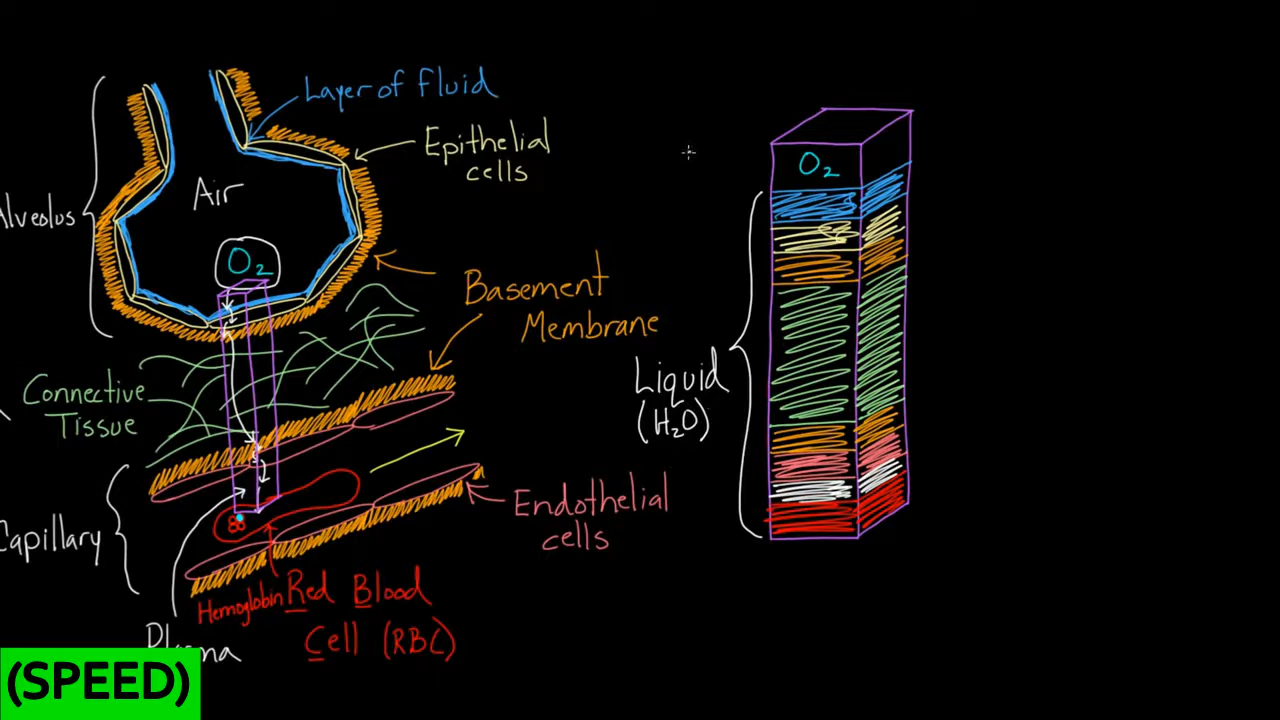 Layer of Fluid
Epithelial
cells
Air
Alveolus
O2
O2
Basement
Membrane
Connective
Tissue
Liquid
(H2O)
Endothelial
cells
Capillary
Hemoglobin
Red Blood
Cell (RBC)
Plasma
(SPEED)